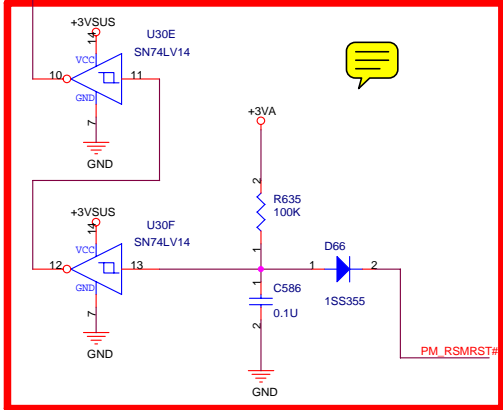 +3VSUS
U30E
SN74LV14
14
VCC
10
11
GND
7
GND
+3VA
+3VSUS
U30F
SN74LV14
14
VCC
12
13
GND
7
GND
2
R635
100K
1
D66
1
2
1SS355
1
C586
0.1U
2
GND
PM_RSMRST#